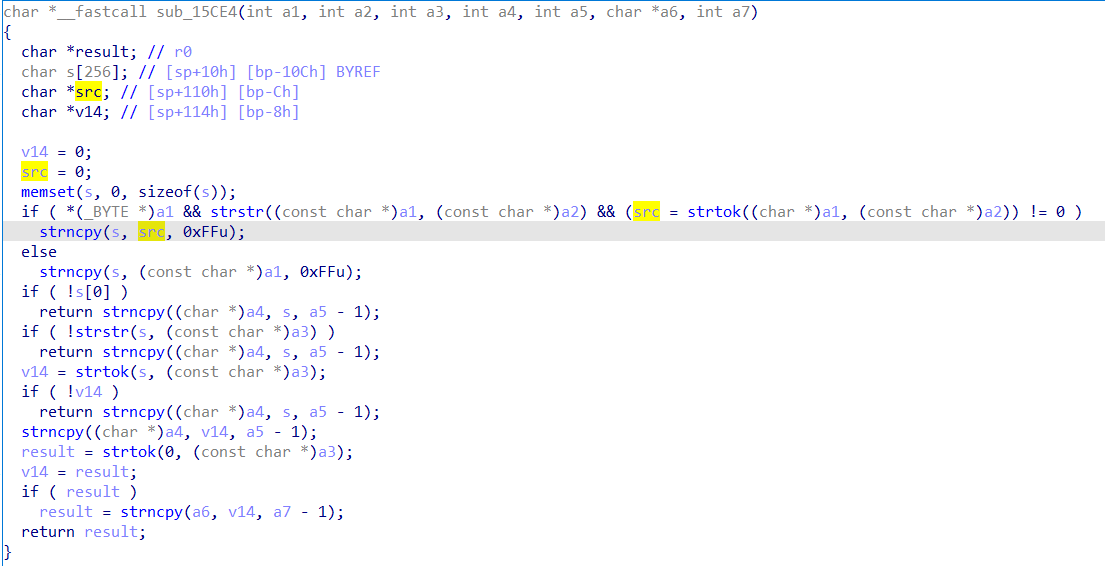 char *__fastcall sub_15CE4(int a1, int a2, int a3, int a4, int a5, char *a6, int a7)
{
  char *result; // r0
  char s[256]; // [sp+10h] [bp-10Ch] BYREF
  char *src; // [sp+110h] [bp-Ch]
  char *v14; // [sp+114h] [bp-8h]

  v14 = 0;
  src = 0;
  memset(s, 0, sizeof(s));
  if ( *(_BYTE *)a1 && strstr((const char *)a1, (const char *)a2) && (src = strtok((char *)a1, (const char *)a2)) != 0 )
    strncpy(s, src, 0xFFu);
  else
    strncpy(s, (const char *)a1, 0xFFu);
  if ( !s[0] )
    return strncpy((char *)a4, s, a5 - 1);
  if ( !strstr(s, (const char *)a3) )
    return strncpy((char *)a4, s, a5 - 1);
  v14 = strtok(s, (const char *)a3);
  if ( !v14 )
    return strncpy((char *)a4, s, a5 - 1);
  strncpy((char *)a4, v14, a5 - 1);
  result = strtok(0, (const char *)a3);
  v14 = result;
  if ( result )
    result = strncpy(a6, v14, a7 - 1);
  return result;
}